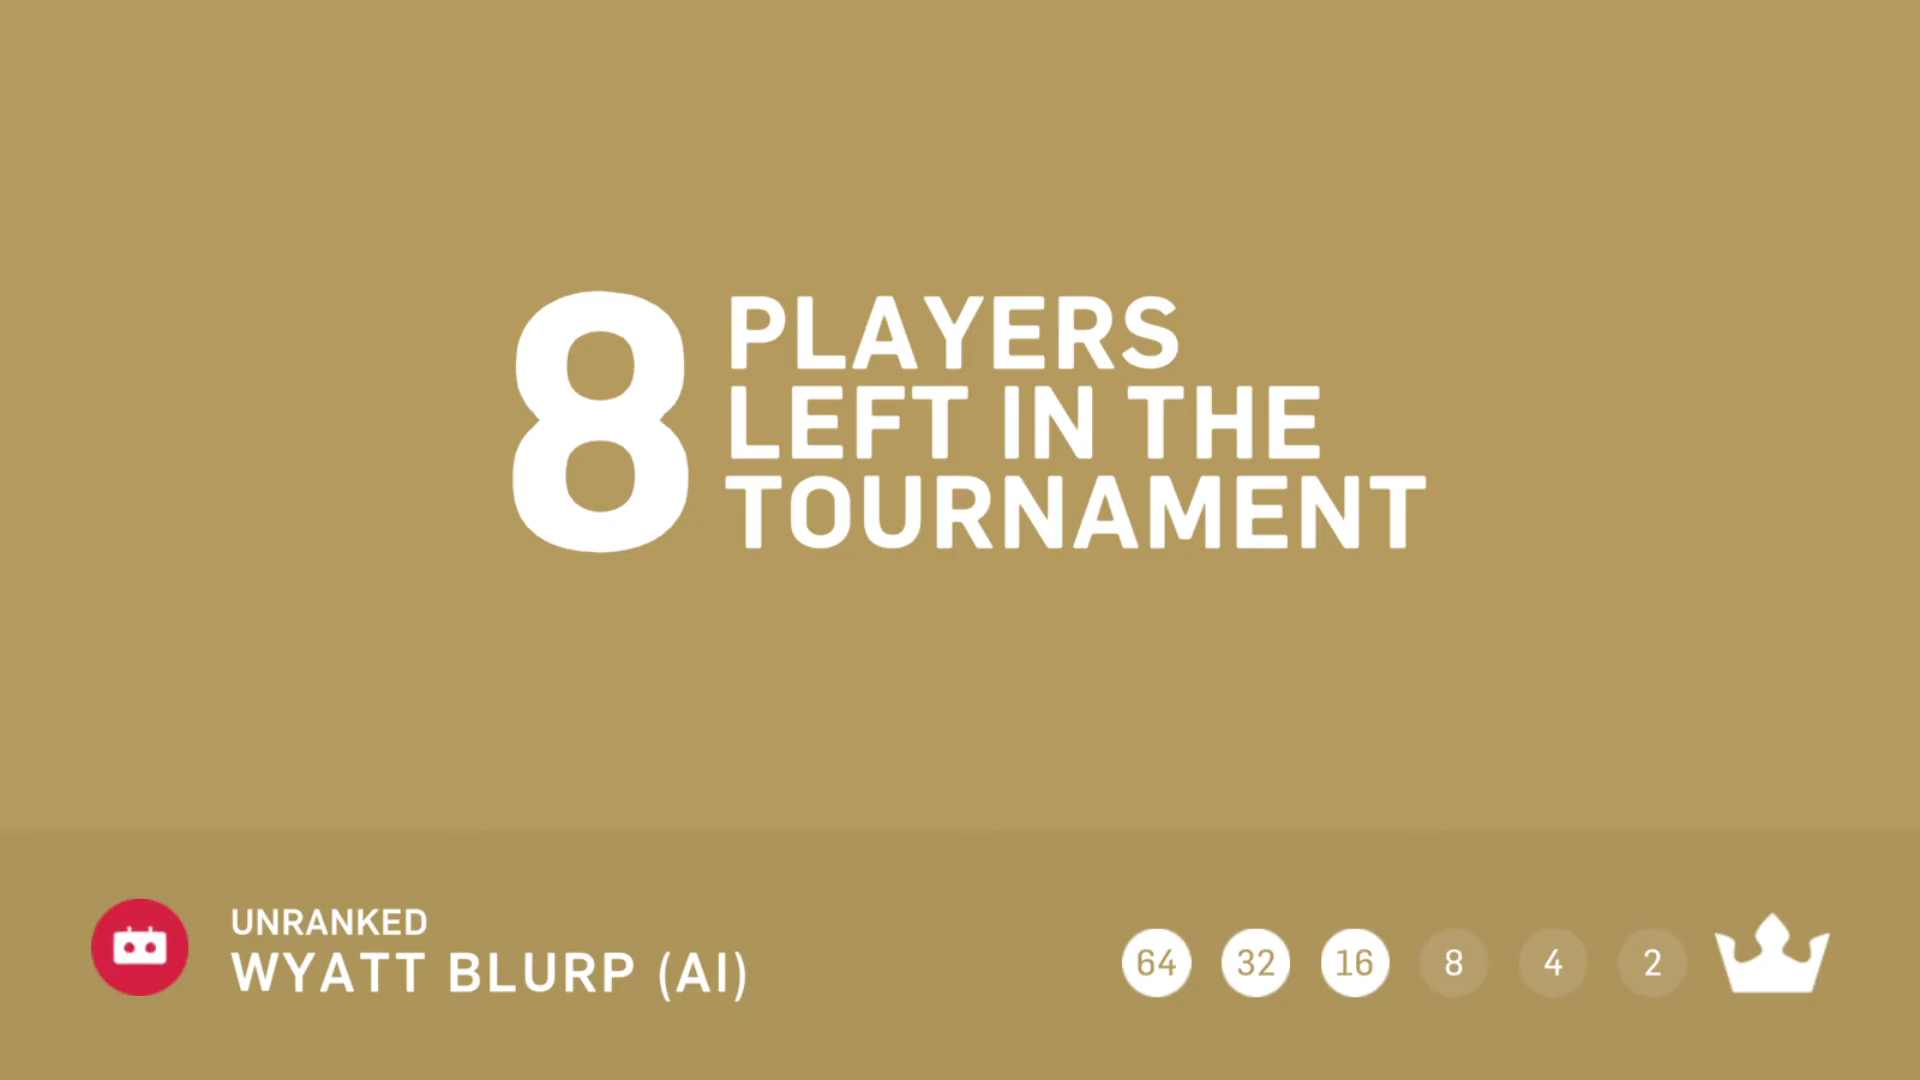 8
PLAYERS
LEFT IN THE
TOURNAMENT
UNRANKED
WYATT BLURP (AI)
64 32 16 8 4 2